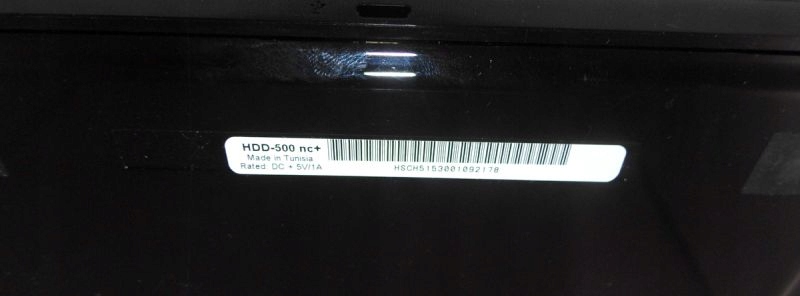 HDD-500 nc+
Made in Tunisia
Rated: DC + 5V/1A
HSCH5153001092178